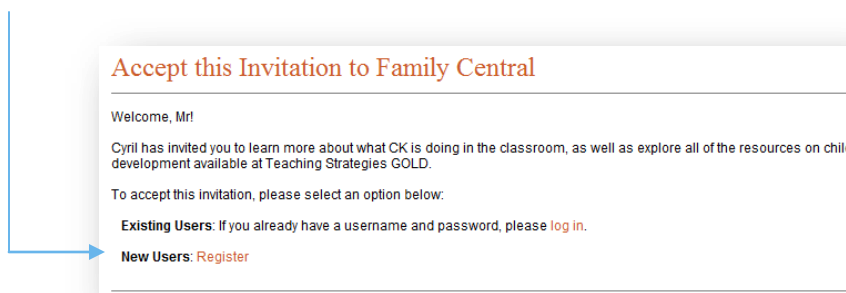 Accept this Invitation to Family Central
Welcome, Mr!
Cyril has invited you to learn more about what CK is doing in the classroom, as well as explore all of the resources on chil
development available at Teaching Strategies GOLD.
To accept this invitation, please select an option below:
Existing Users: If you already have a username and password, please log in.
New Users: Register